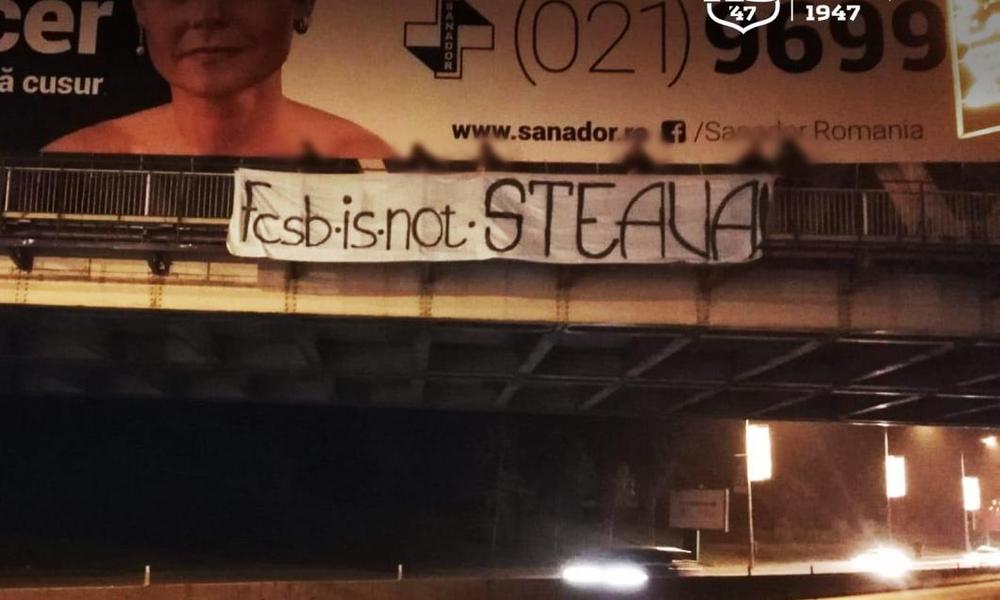 '47 | 1947
cer
ă cusur
SANADOR
(021) 9699
www.sanador.ro /Sanador Romania
fcsb·is·not·STEAUA!